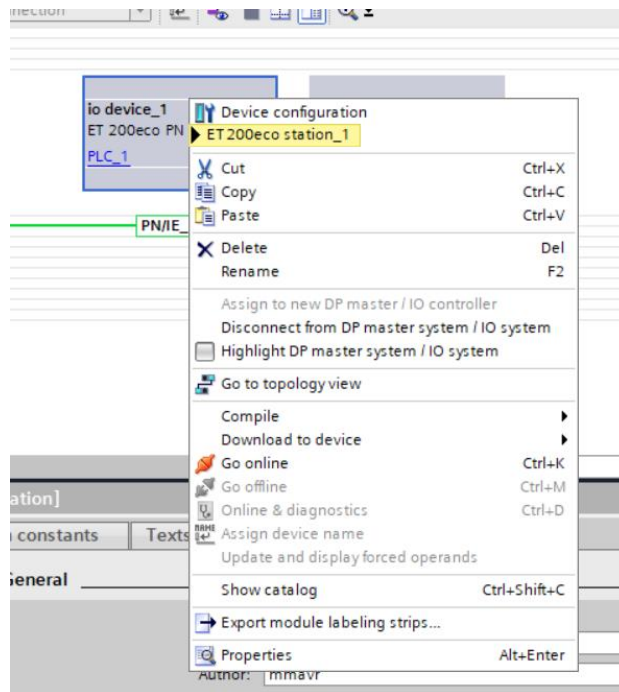 io device_1
ET 200eco PN
PLC_1
PN/IE_
Device configuration
ET 200eco station_1
Cut Ctrl+X
Copy Ctrl+C
Paste Ctrl+V
Delete Del
Rename F2
Assign to new DP master / IO controller
Disconnect from DP master system / IO system
Highlight DP master system / IO system
Go to topology view
Compile
Download to device
Go online Ctrl+K
Go offline Ctrl+M
Online & diagnostics Ctrl+D
NAME Assign device name
Update and display forced operands
Show catalog Ctrl+Shift+C
Export module labeling strips...
Properties Alt+Enter
ation]
constants Texts
General
Author: mmavr